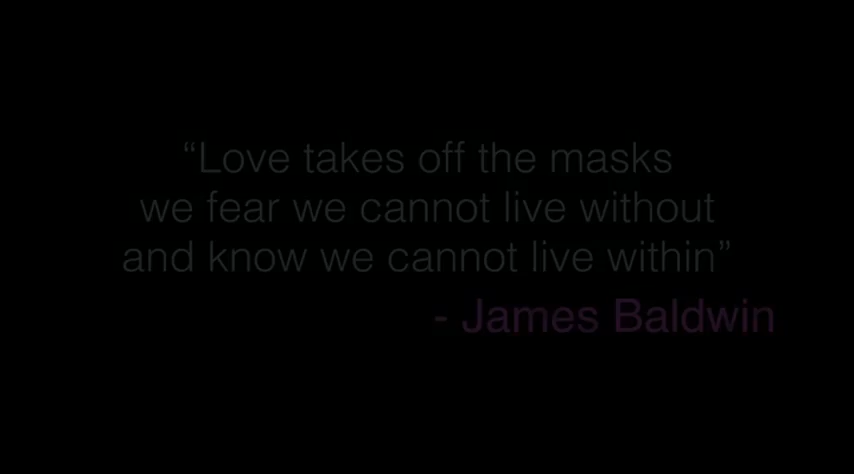 “Love takes off the masks
we fear we cannot live without
and know we cannot live within”
- James Baldwin